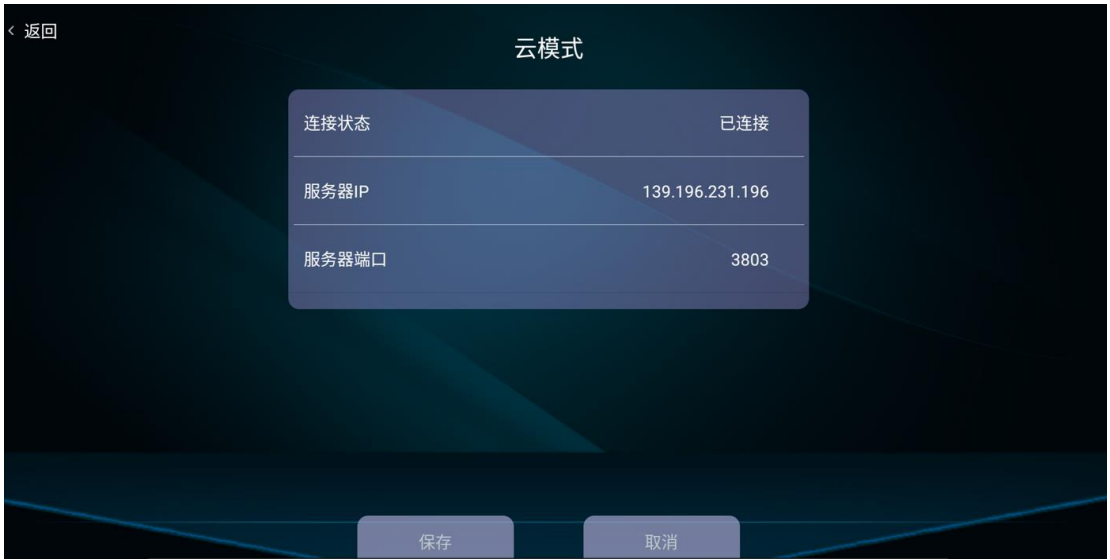 < 返回
云模式
连接状态 已连接
服务器IP 139.196.231.196
服务器端口 3803
保存 取消